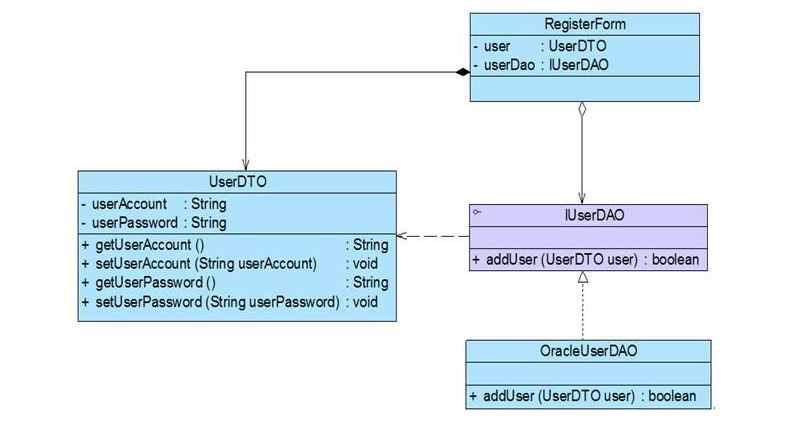 RegisterForm
- user : UserDTO
- userDao : IUserDAO
UserDTO
- userAccount : String
- userPassword : String
+ getUserAccount () : String
+ setUserAccount (String userAccount) : void
+ getUserPassword () : String
+ setUserPassword (String userPassword) : void
IUserDAO
+ addUser (UserDTO user) : boolean
OracleUserDAO
+ addUser (UserDTO user) : boolean